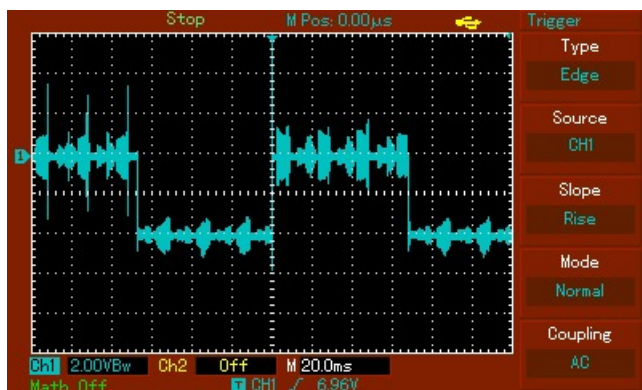 Stop M Pos: 0.00μs Trigger
Type
Edge
Source
CH1
Slope
Rise
Mode
Normal
Coupling
AC
1
Ch1 2.00VBw Ch2 Off M 20.0ms
Math Off T CH1 6.96V